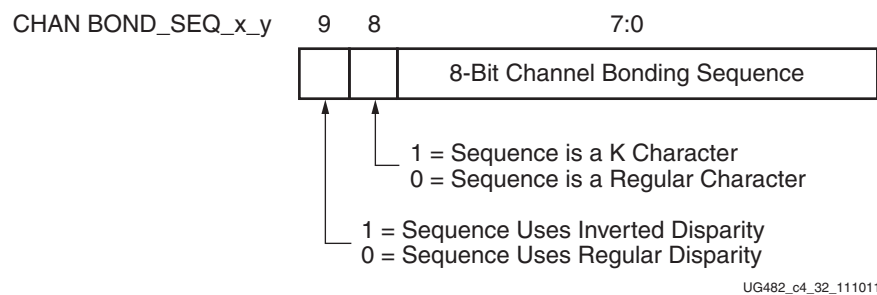 CHAN BOND_SEQ_x_y 9 8 7:0
8-Bit Channel Bonding Sequence
1 = Sequence is a K Character
0 = Sequence is a Regular Character
1 = Sequence Uses Inverted Disparity
0 = Sequence Uses Regular Disparity
UG482_c4_32_111011